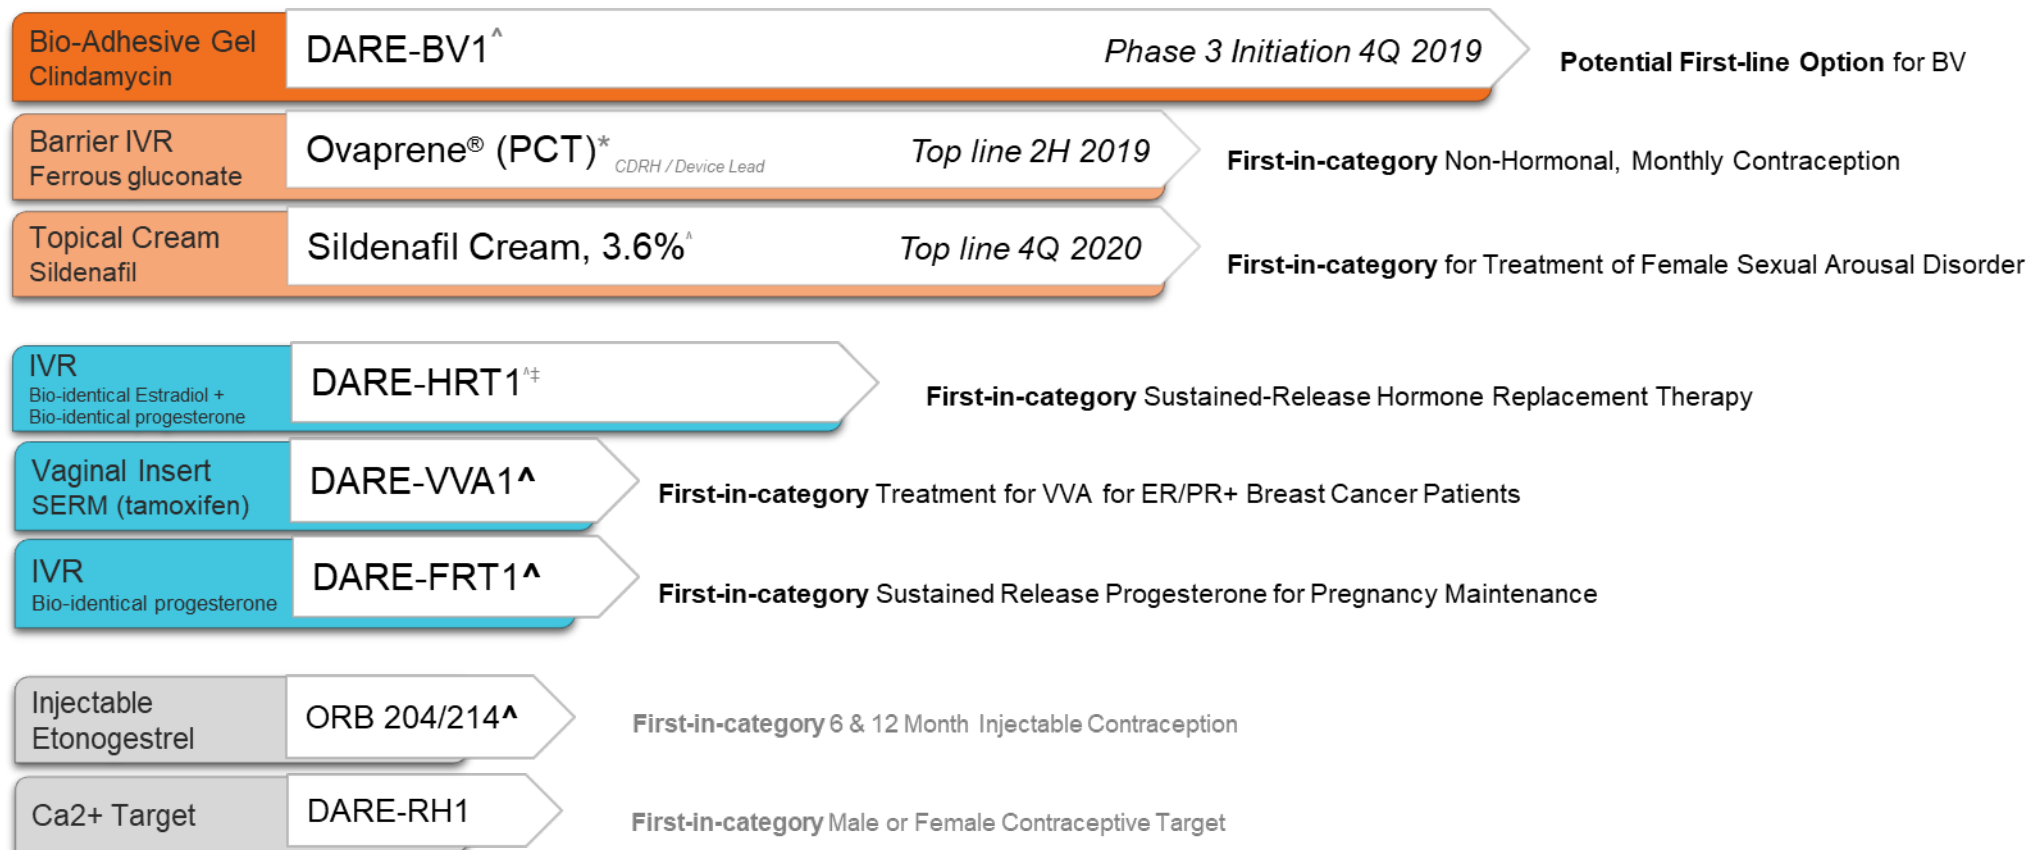 Bio-Adhesive Gel
Clindamycin
DARE-BV1^
Phase 3 Initiation 4Q 2019
Potential First-line Option for BV
Barrier IVR
Ferrous gluconate
Ovaprene® (PCT)*
CDRH / Device Lead
Top line 2H 2019
First-in-category Non-Hormonal, Monthly Contraception
Topical Cream
Sildenafil
Sildenafil Cream, 3.6%^
Top line 4Q 2020
First-in-category for Treatment of Female Sexual Arousal Disorder
IVR
Bio-identical Estradiol +
Bio-identical progesterone
DARE-HRT1^‡
First-in-category Sustained-Release Hormone Replacement Therapy
Vaginal Insert
SERM (tamoxifen)
DARE-VVA1^
First-in-category Treatment for VVA for ER/PR+ Breast Cancer Patients
IVR
Bio-identical progesterone
DARE-FRT1^
First-in-category Sustained Release Progesterone for Pregnancy Maintenance
Injectable
Etonogestrel
ORB 204/214^
First-in-category 6 & 12 Month Injectable Contraception
Ca2+ Target
DARE-RH1
First-in-category Male or Female Contraceptive Target